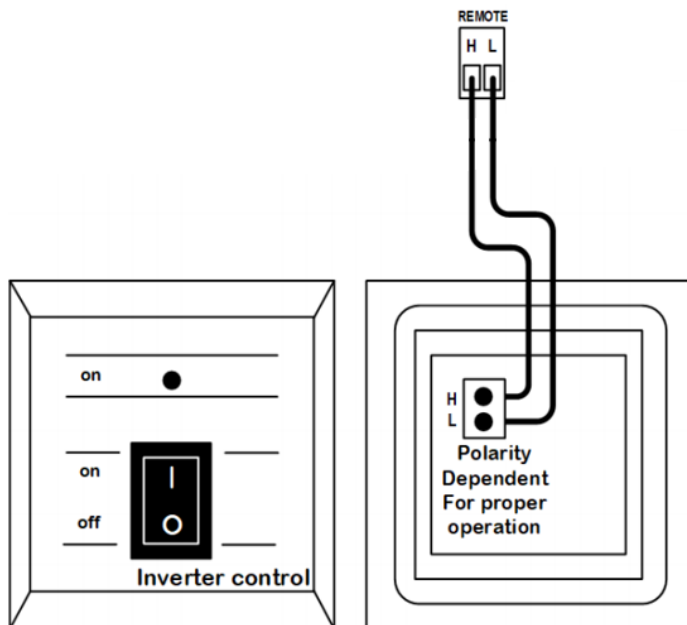 REMOTE
H L
on
on
I
off
O
Inverter control
H
L
Polarity
Dependent
For proper
operation